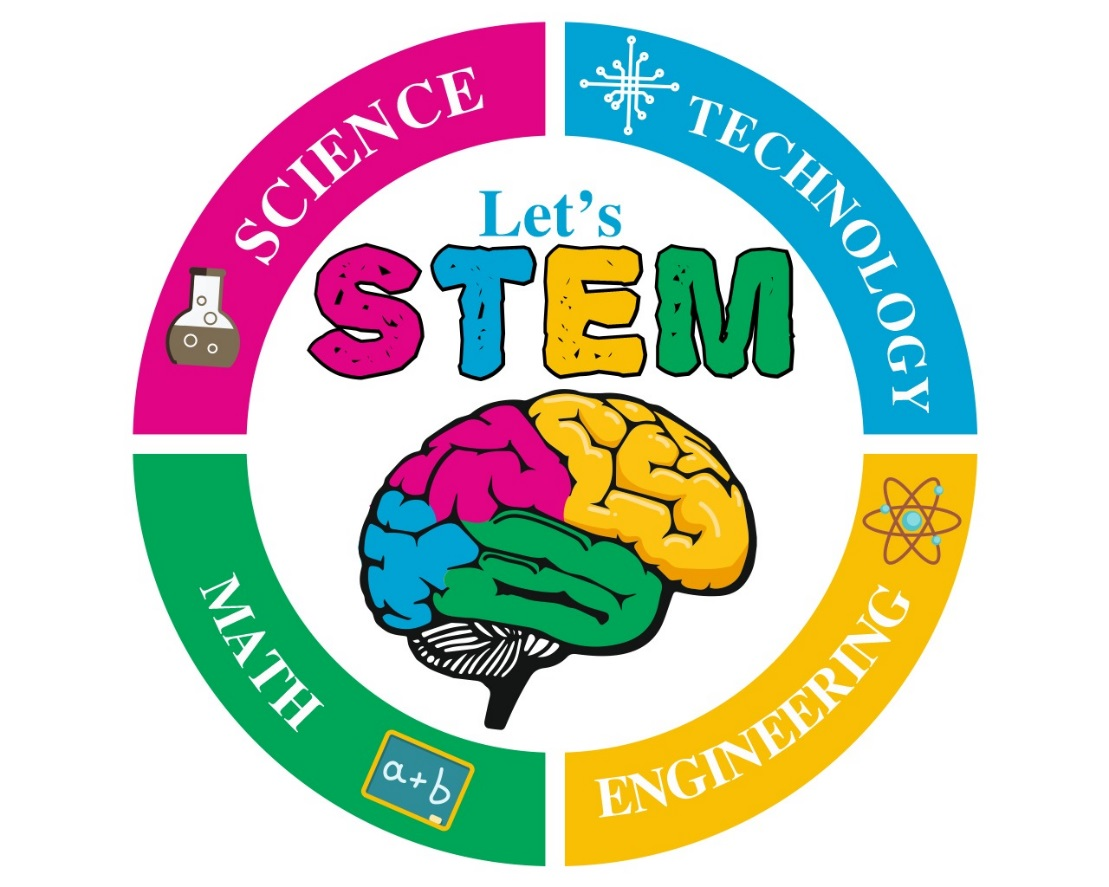 SCIENCE
TECHNOLOGY
Let’s
STEM
MATH
ENGINEERING
a+b